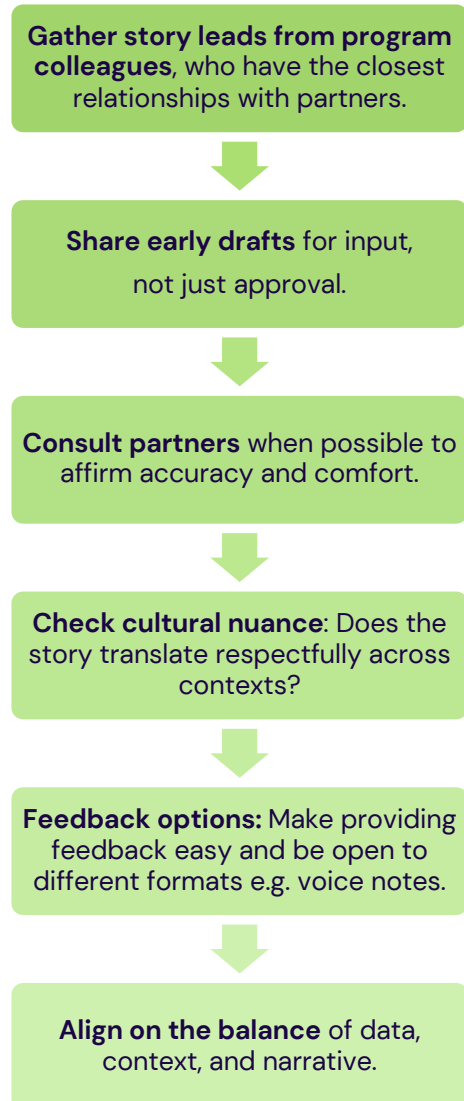 Gather story leads from program
colleagues, who have the closest
relationships with partners.
Share early drafts for input,
not just approval.
Consult partners when possible to
affirm accuracy and comfort.
Check cultural nuance: Does the
story translate respectfully across
contexts?
Feedback options: Make providing
feedback easy and be open to
different formats e.g. voice notes.
Align on the balance of data,
context, and narrative.